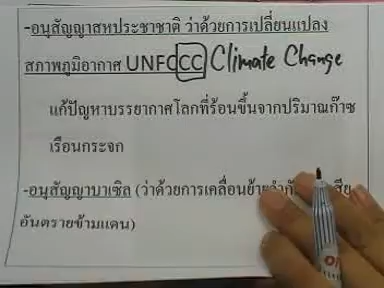 -อนุสัญญาสหประชาชาติ ว่าด้วยการเปลี่ยนแปลง
สภาพภูมิอากาศ UNFCCC Climate Change
แก้ปัญหาบรรยากาศโลกที่ร้อนขึ้นจากปริมาณก๊าซ
เรือนกระจก
-อนุสัญญาบาเซิล (ว่าด้วยการเคลื่อนย้าย
อันตรายข้ามแดน)